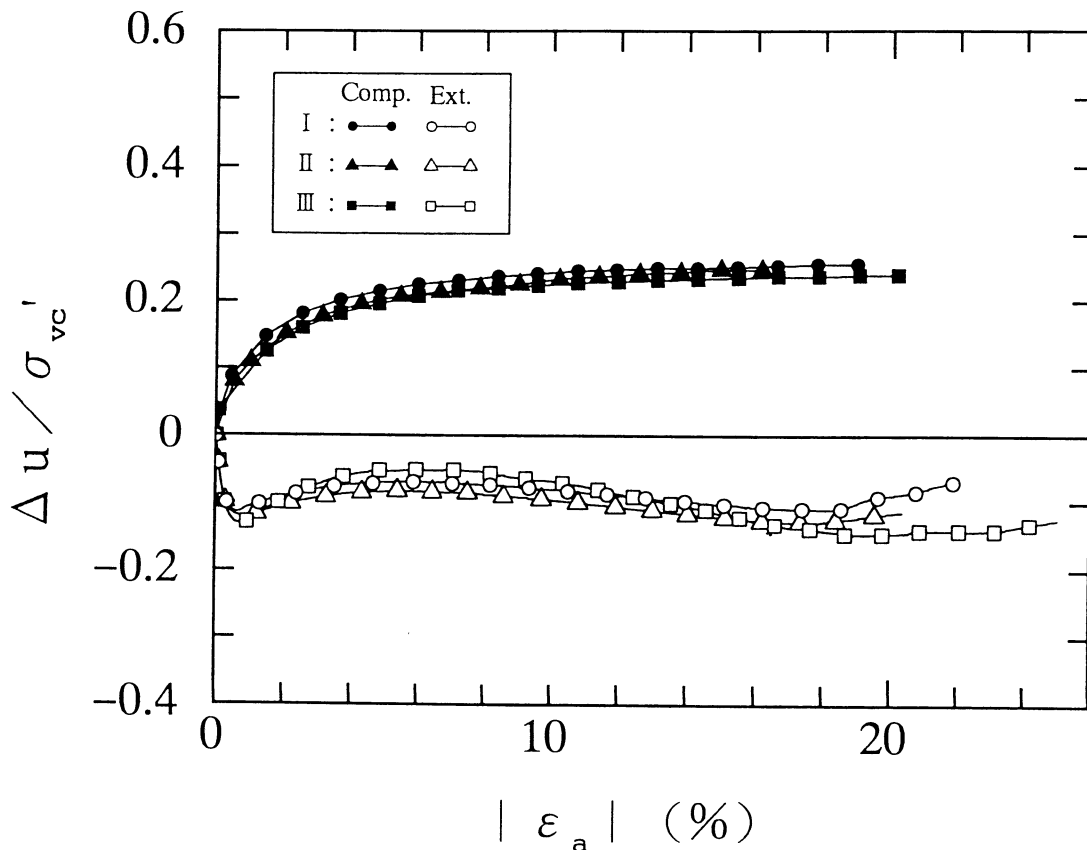 0.6
Comp. Ext.
I :
II :
III :
0.4
0.2
0
−0.2
−0.4
Δu/σvc'
0 10 20
|εa| (%)